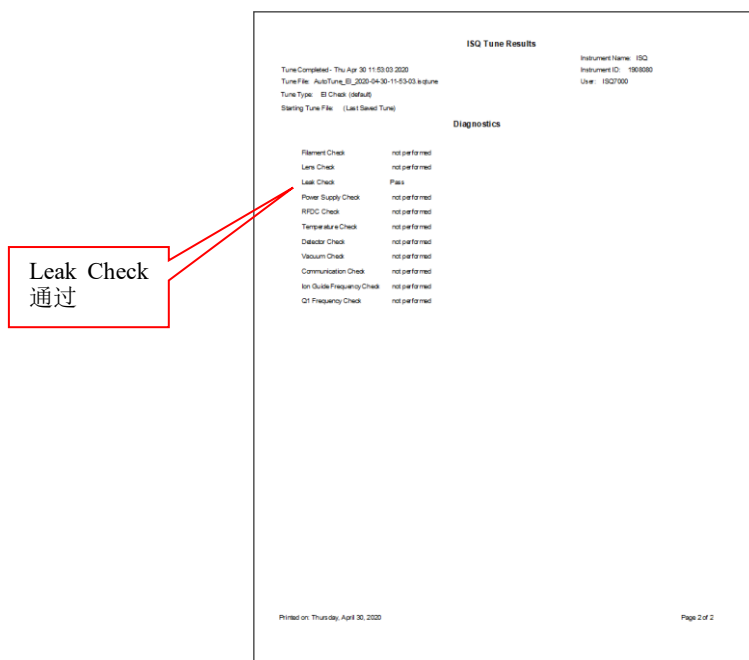 ISQ Tune Results
Instrument Name: ISQ
Tune Completed - Thu Apr 30 11:53:03 2020
Instrument ID: 1908080
Tune File: AutoTune_EI_2020-04-30-11-53-03.isqtune
User: ISQ7000
Tune Type: EI Check (default)
Starting Tune File: (Last Saved Tune)
Diagnostics
Filament Check not performed
Lens Check not performed
Leak Check Pass
Power Supply Check not performed
RFDC Check not performed
Temperature Check not performed
Detector Check not performed
Vacuum Check not performed
Communication Check not performed
Ion Guide Frequency Check not performed
Q1 Frequency Check not performed
Leak Check
通过
Printed on: Thursday, April 30, 2020
Page 2 of 2